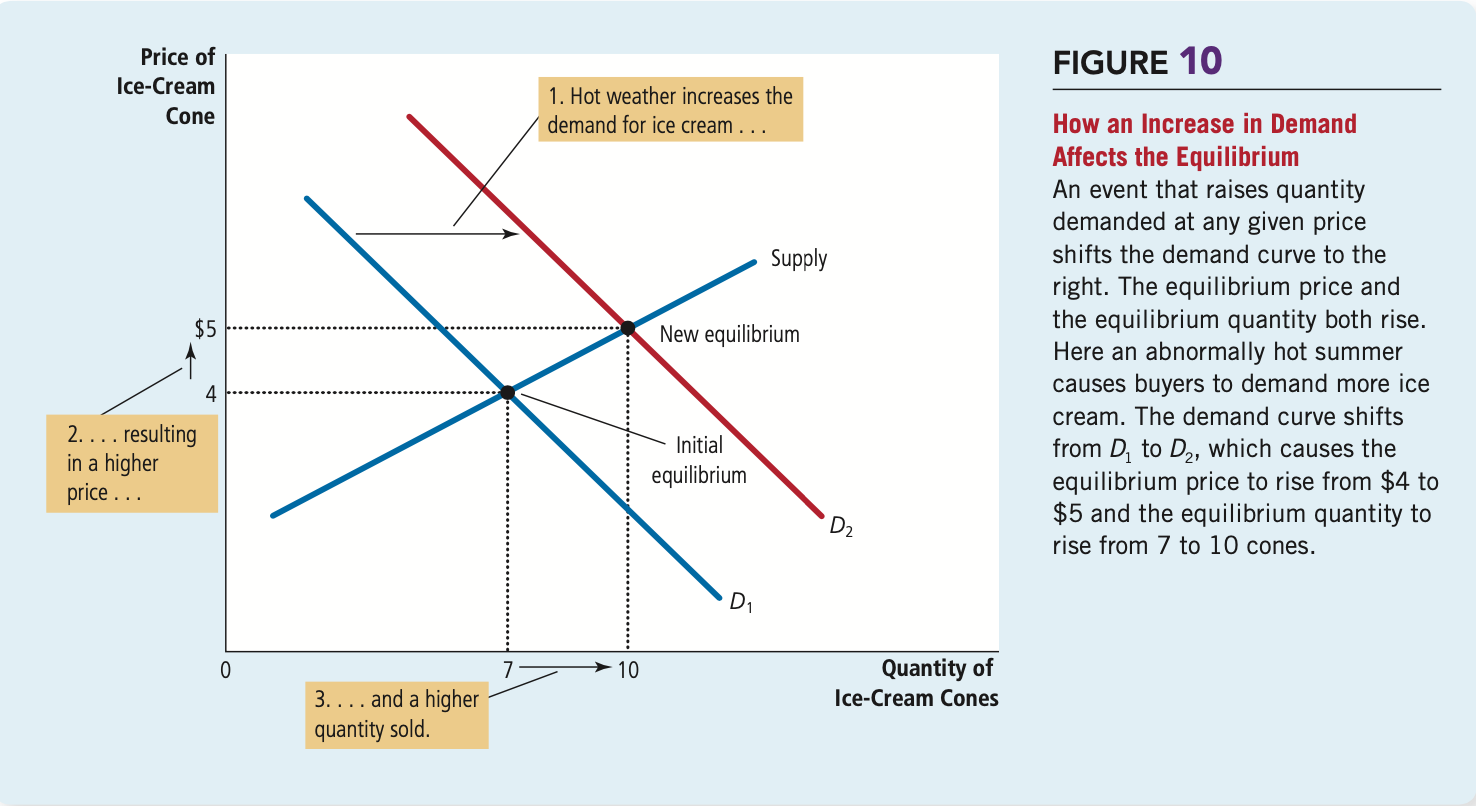 Price of
Ice-Cream
Cone
1. Hot weather increases the
demand for ice cream . . .
Supply
$5
New equilibrium
4
2. . . . resulting
in a higher
price . . .
Initial
equilibrium
D₂
D₁
0
7
10
Quantity of
Ice-Cream Cones
3. . . . and a higher
quantity sold.
FIGURE 10
How an Increase in Demand
Affects the Equilibrium
An event that raises quantity
demanded at any given price
shifts the demand curve to the
right. The equilibrium price and
the equilibrium quantity both rise.
Here an abnormally hot summer
causes buyers to demand more ice
cream. The demand curve shifts
from D₁ to D₂, which causes the
equilibrium price to rise from $4 to
$5 and the equilibrium quantity to
rise from 7 to 10 cones.